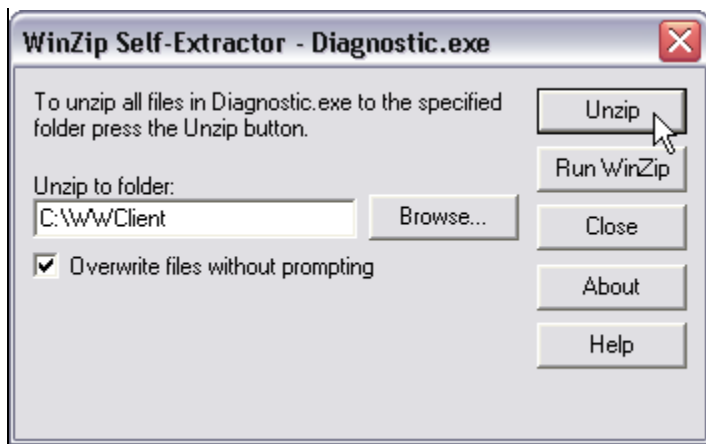 WinZip Self-Extractor - Diagnostic.exe
To unzip all files in Diagnostic.exe to the specified
folder press the Unzip button.
Unzip to folder:
C:\WWClient
Browse...
Overwrite files without prompting
Unzip
Run WinZip
Close
About
Help